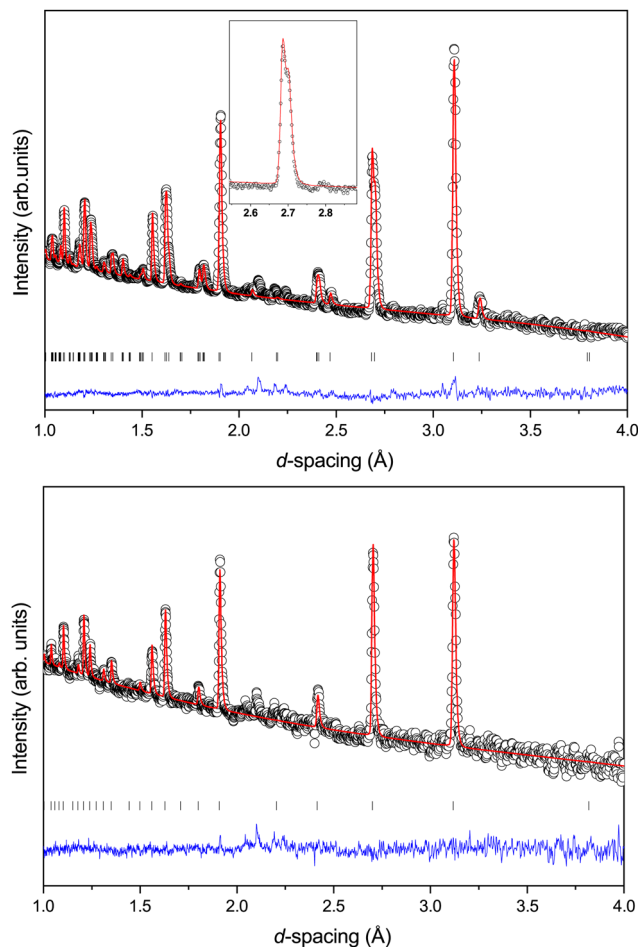 Intensity (arb.units)
2.6 2.7 2.8
1.0 1.5 2.0 2.5 3.0 3.5 4.0
d-spacing (Å)
Intensity (arb. units)
1.0 1.5 2.0 2.5 3.0 3.5 4.0
d-spacing (Å)